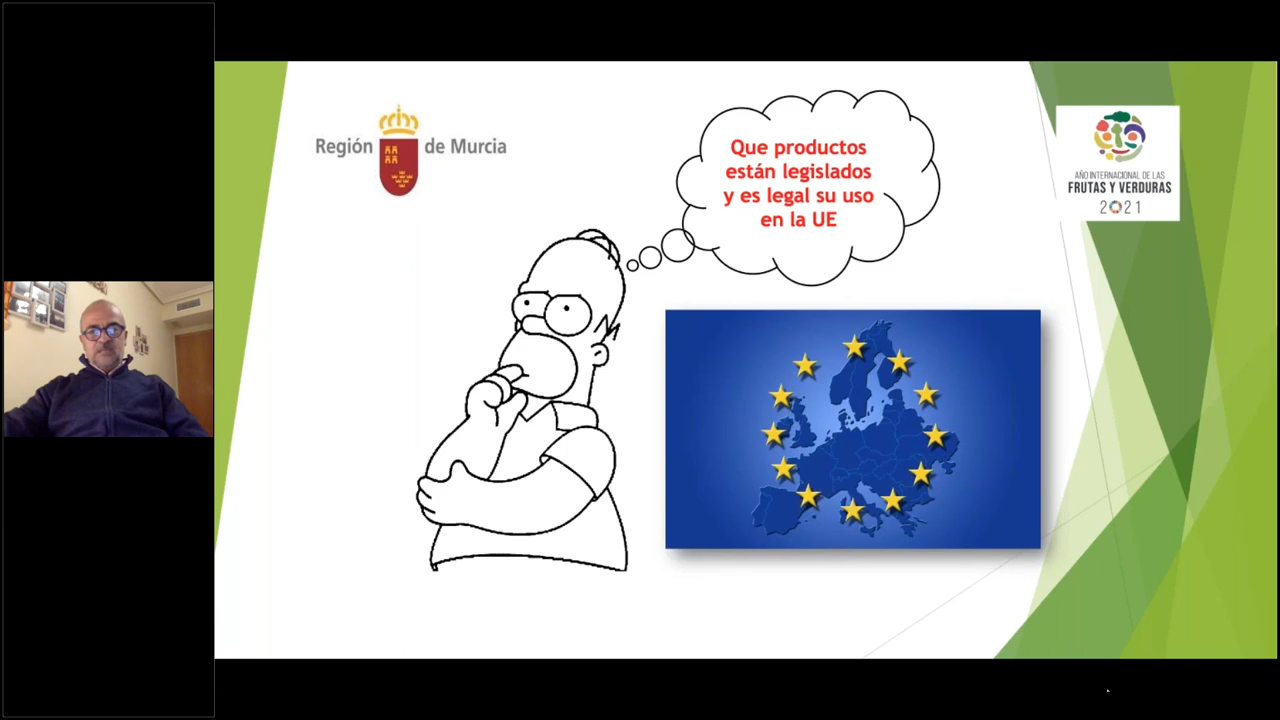 Región de Murcia
Que productos
están legislados
y es legal su uso
en la UE
AÑO INTERNACIONAL DE LAS
FRUTAS Y VERDURAS
2021